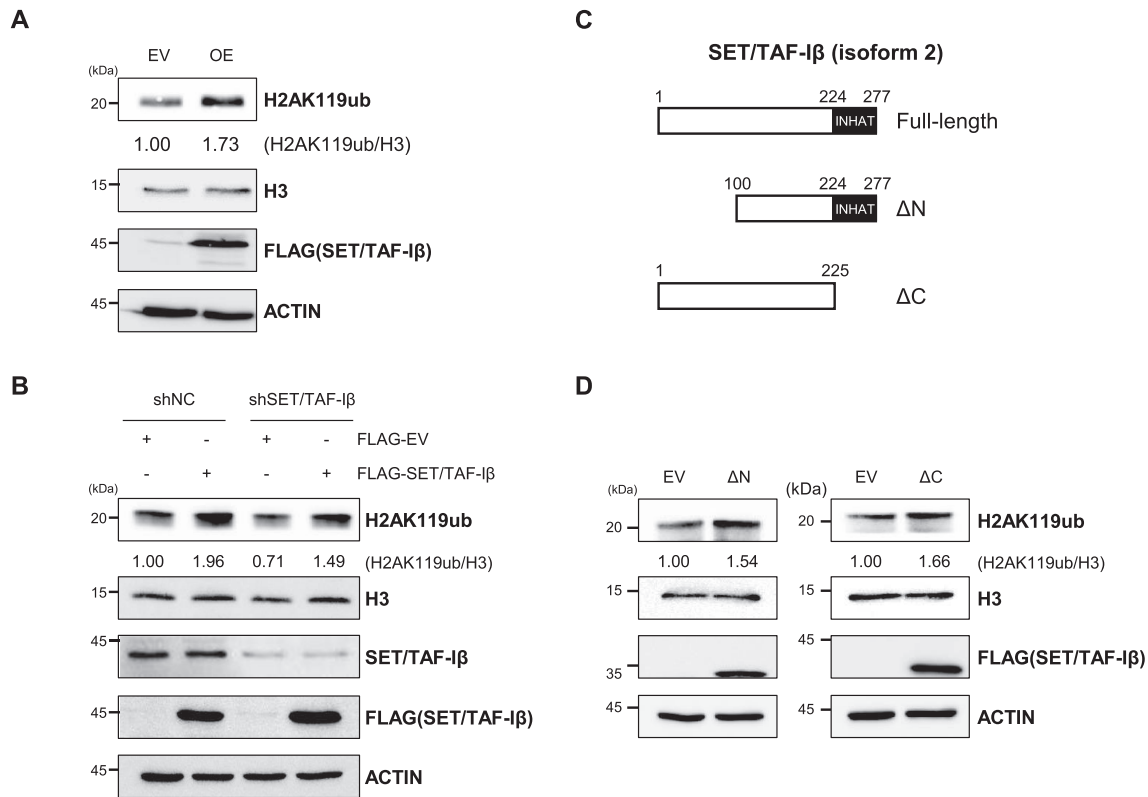 A
EV OE
(kDa)
20 H2AK119ub
1.00 1.73 (H2AK119ub/H3)
15 H3
45 FLAG(SET/TAF-Iβ)
45 ACTIN
B
shNC shSET/TAF-Iβ
+ - + - FLAG-EV
- + - + FLAG-SET/TAF-Iβ
(kDa)
20 H2AK119ub
1.00 1.96 0.71 1.49 (H2AK119ub/H3)
15 H3
45 SET/TAF-Iβ
45 FLAG(SET/TAF-Iβ)
45 ACTIN
C
SET/TAF-Iβ (isoform 2)
1 224 277
INHAT Full-length
100 224 277
INHAT ΔN
1 225
ΔC
D
EV ΔN EV ΔC
(kDa) (kDa)
20 20 H2AK119ub
1.00 1.54 1.00 1.66 (H2AK119ub/H3)
15 15 H3
35 45 FLAG(SET/TAF-Iβ)
35
45 45 ACTIN